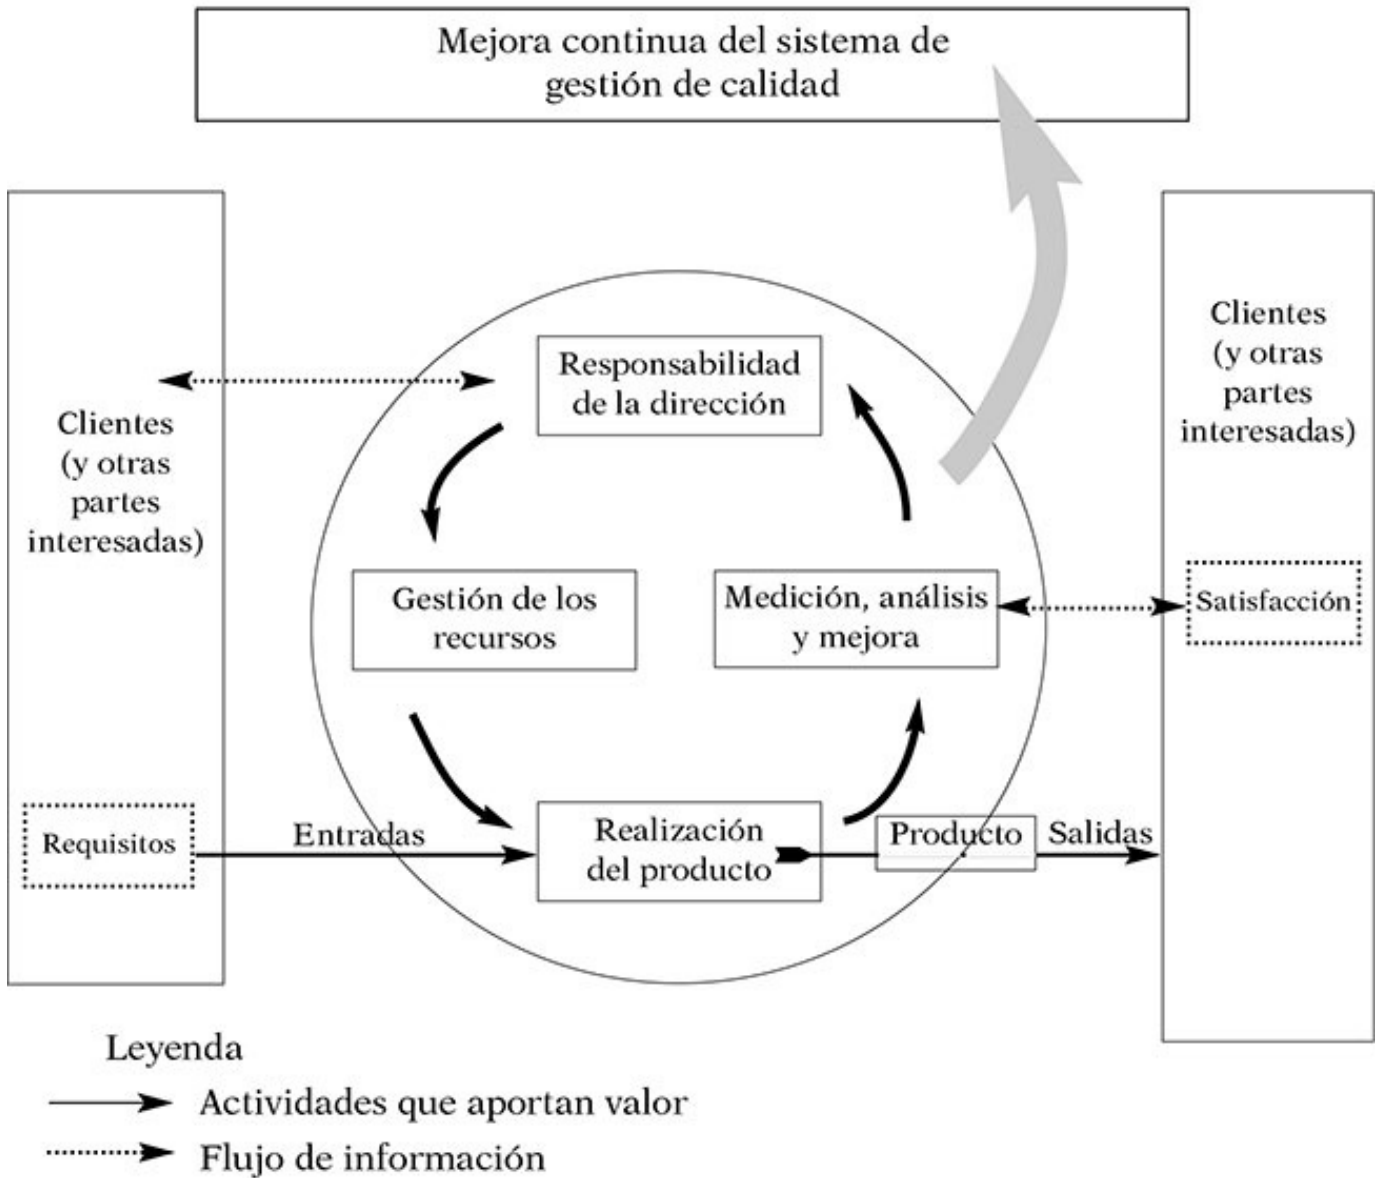 Mejora continua del sistema de
gestión de calidad
Clientes
(y otras
partes
interesadas)
Requisitos
Entradas
Responsabilidad
de la dirección
Gestión de los
recursos
Medición, análisis
y mejora
Realización
del producto
Producto
Salidas
Clientes
(y otras
partes
interesadas)
Satisfacción
Leyenda
Actividades que aportan valor
Flujo de información